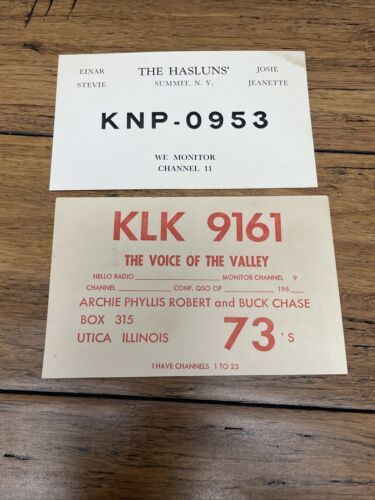 EINAR THE HASLUNS' JOSIE
STEVIE SUMMIT, N. Y. JEANETTE
KNP-0953
WE MONITOR
CHANNEL 11
KLK 9161
THE VOICE OF THE VALLEY
HELLO RADIO MONITOR CHANNEL 9
CHANNEL CONF. QSO OF 196
ARCHIE PHYLLIS ROBERT and BUCK CHASE
BOX 315
UTICA ILLINOIS 73's
I HAVE CHANNELS 1 TO 23